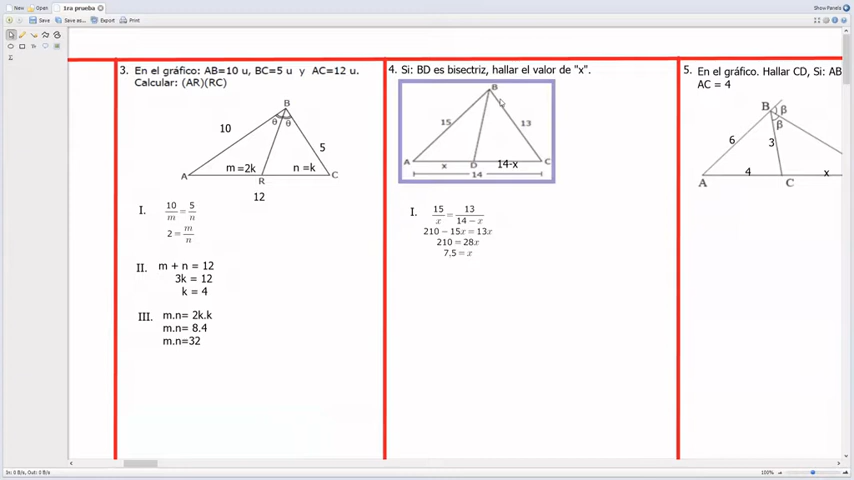 New Open 1ra prueba Show Panels
Save Save as... Export Print
3. En el gráfico: AB=10 u, BC=5 u y AC=12 u.
Calcular: (AR)(RC)
B
θ θ
10
5
m=2k n =k
A R C
12
I. 10/m = 5/n
2 = m/n
II. m + n = 12
3k = 12
k = 4
III. m.n= 2k.k
m.n= 8.4
m.n=32
4. Si: BD es bisectriz, hallar el valor de "x".
B
15 13
A D C
x 14-x
14
I. 15/x = 13/14 − x
210 − 15x = 13x
210 = 28x
7,5 = x
5. En el gráfico. Hallar CD, Si: AB
AC = 4
B β
β
6 3
4 x
A C
In: 0 B/s, Out: 0 B/s 100%